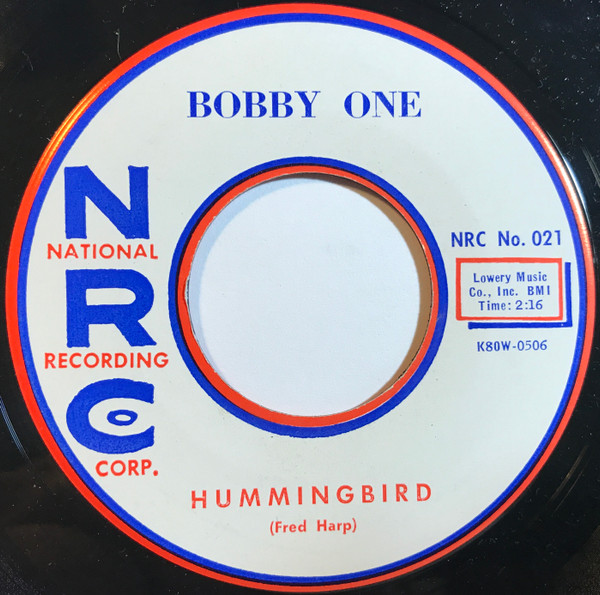 BOBBY ONE
N
NATIONAL
R
RECORDING
Co
CORP.
NRC No. 021
Lowery Music
Co., Inc. BMI
Time: 2:16
K80W-0506
HUMMINGBIRD
(Fred Harp)